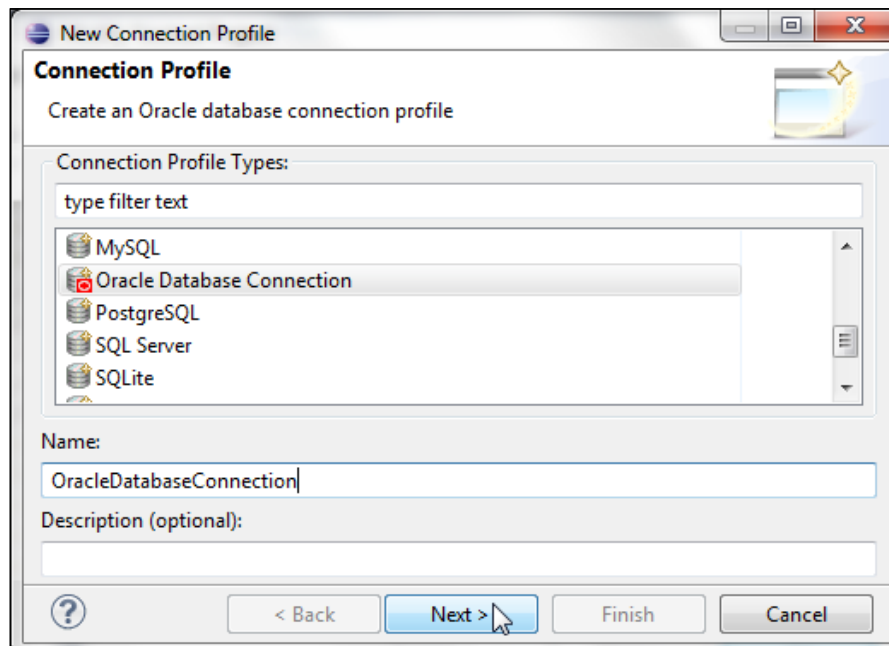 New Connection Profile
Connection Profile
Create an Oracle database connection profile
Connection Profile Types:
type filter text
MySQL
Oracle Database Connection
PostgreSQL
SQL Server
SQLite
Name:
OracleDatabaseConnection
Description (optional):
? < Back Next > Finish Cancel